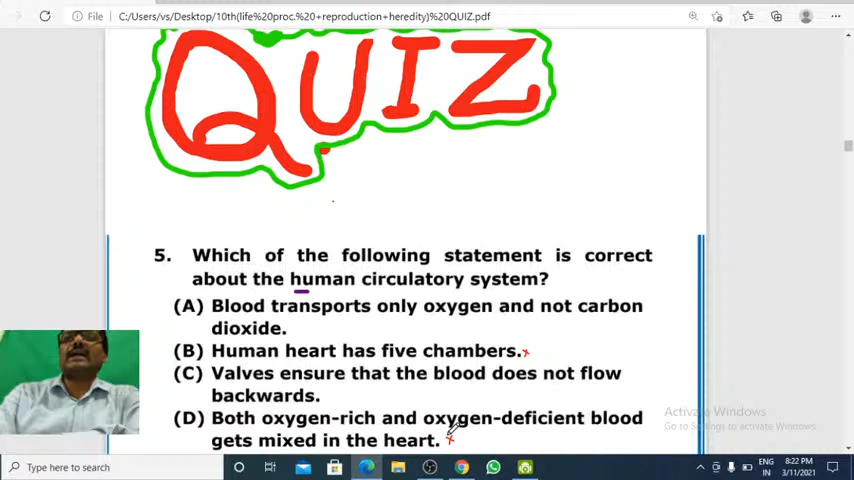 File
C:/Users/vs/Desktop/10th(life%20proc.%20+reproduction+heredity)%20QUIZ.pdf
QUIZ
5. Which of the following statement is correct
about the human circulatory system?
(A) Blood transports only oxygen and not carbon
dioxide.
(B) Human heart has five chambers.
(C) Valves ensure that the blood does not flow
backwards.
(D) Both oxygen-rich and oxygen-deficient blood
gets mixed in the heart.
Activate Windows
Go to Settings to activate Windows.
Type here to search
ENG
IN
8:22 PM
3/11/2021